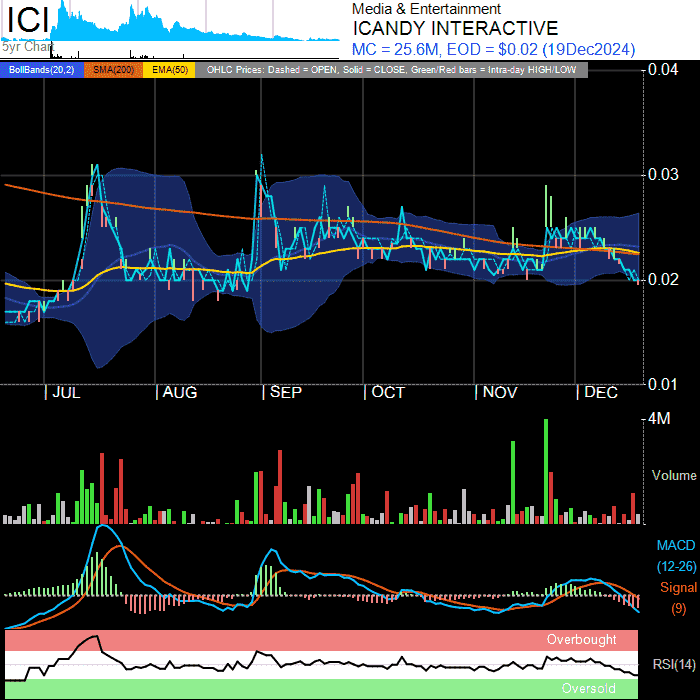 ICI
5yr Chart
Media & Entertainment
ICANDY INTERACTIVE
MC = 25.6M, EOD = $0.02 (19Dec2024)
BollBands(20,2) SMA(200) EMA(50) OHLC Prices: Dashed = OPEN, Solid = CLOSE, Green/Red bars = Intra-day HIGH/LOW
0.04
0.03
0.02
0.01
JUL AUG SEP OCT NOV DEC
4M
Volume
MACD
(12-26)
Signal
(9)
Overbought
RSI(14)
Oversold